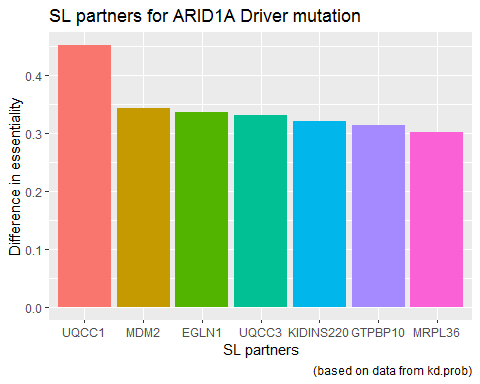 SL partners for ARID1A Driver mutation
Difference in essentiality
0.4
0.3
0.2
0.1
0.0
UQCC1 MDM2 EGLN1 UQCC3 KIDINS220 GTPBP10 MRPL36
SL partners
(based on data from kd.prob)